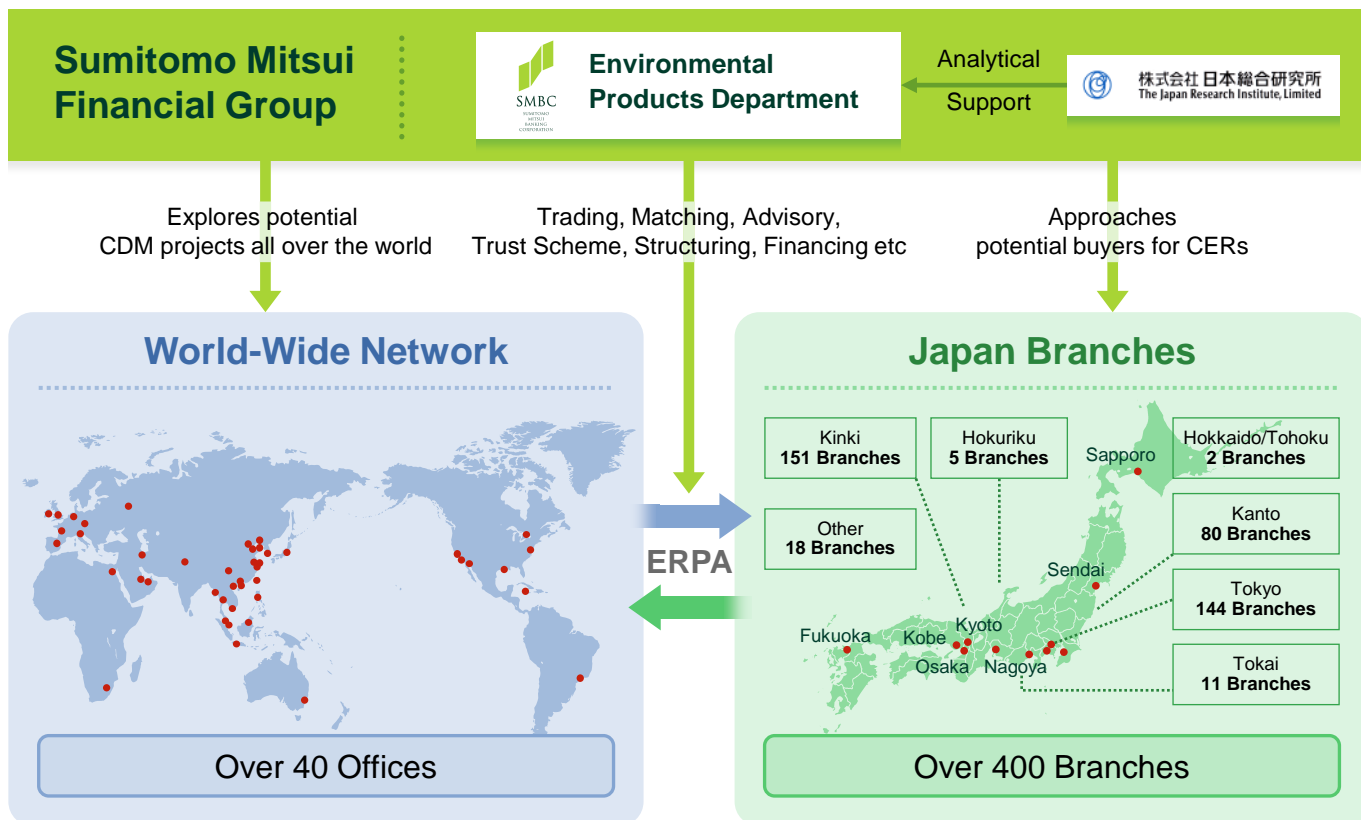 Sumitomo Mitsui
Financial Group
SMBC
SUMITOMO
MITSUI
BANKING
CORPORATION
Environmental
Products Department
Analytical
Support
株式会社 日本総合研究所
The Japan Research Institute, Limited
Explores potential
CDM projects all over the world
Trading, Matching, Advisory,
Trust Scheme, Structuring, Financing etc
Approaches
potential buyers for CERs
World-Wide Network
Over 40 Offices
ERPA
Japan Branches
Kinki
151 Branches
Hokuriku
5 Branches
Hokkaido/Tohoku
2 Branches
Sapporo
Other
18 Branches
Kanto
80 Branches
Sendai
Tokyo
144 Branches
Fukuoka
Kobe
Kyoto
Osaka
Nagoya
Tokai
11 Branches
Over 400 Branches